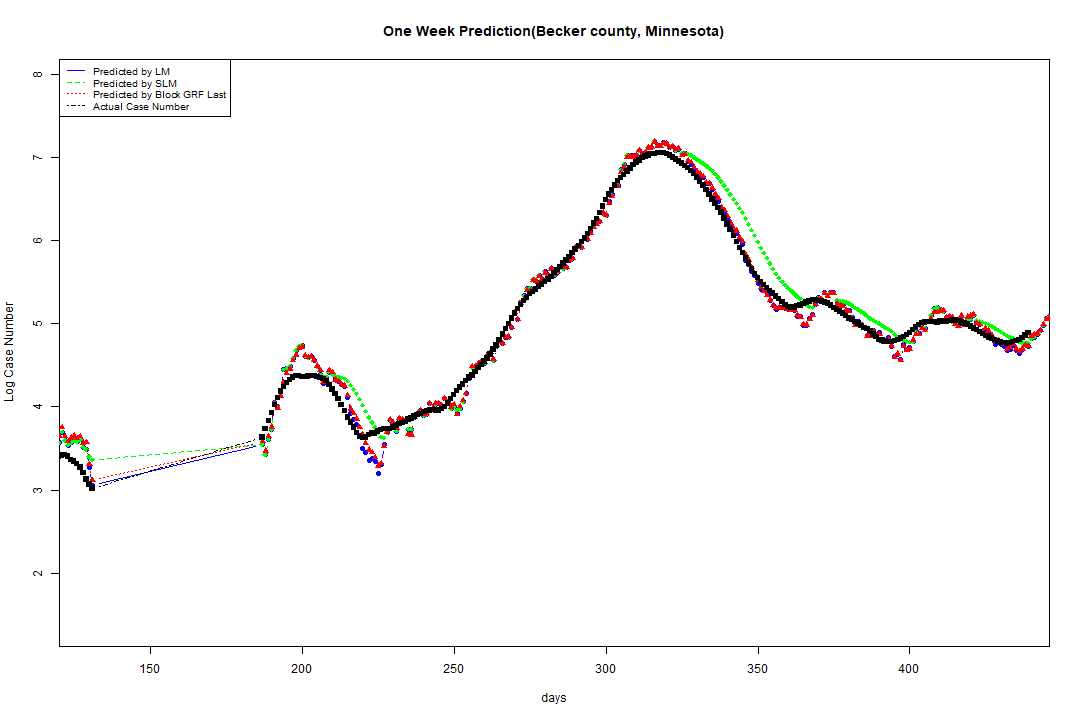 One Week Prediction(Becker county, Minnesota)
Predicted by LM
Predicted by SLM
Predicted by Block GRF Last
Actual Case Number
Log Case Number
8
7
6
5
4
3
2
150 200 250 300 350 400
days